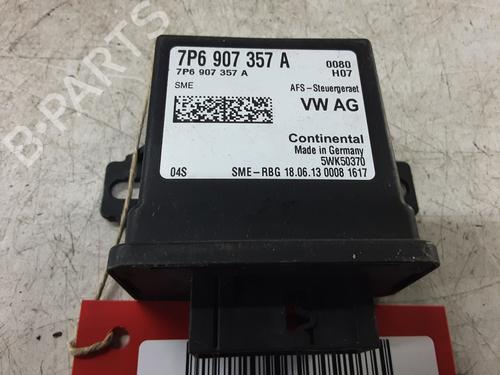 7P6 907 357 A
0080
7P6 907 357 A
H07
SME
AFS-Steuergeraet
VW AG
Continental
Made in Germany
5WK50370
04S
SME-RBG 18.06.13 0008 1617
B-PARTS